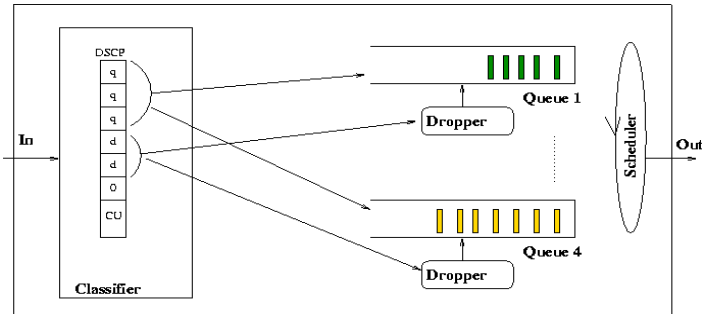 DSCP
q
q
q
d
d
0
CU
In
Classifier
Queue 1
Dropper
Queue 4
Dropper
Scheduler
Out